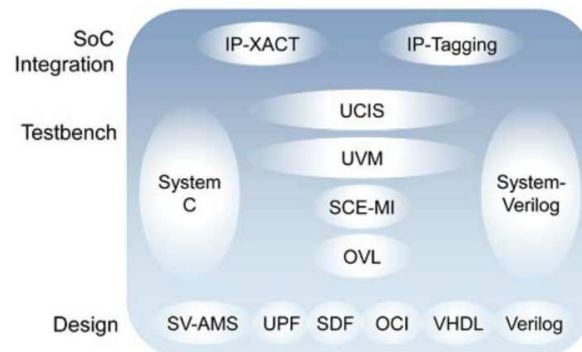 SoC
Integration
IP-XACT
IP-Tagging
Testbench
UCIS
UVM
System
C
SCE-MI
System-
Verilog
OVL
Design
SV-AMS
UPF
SDF
OCI
VHDL
Verilog